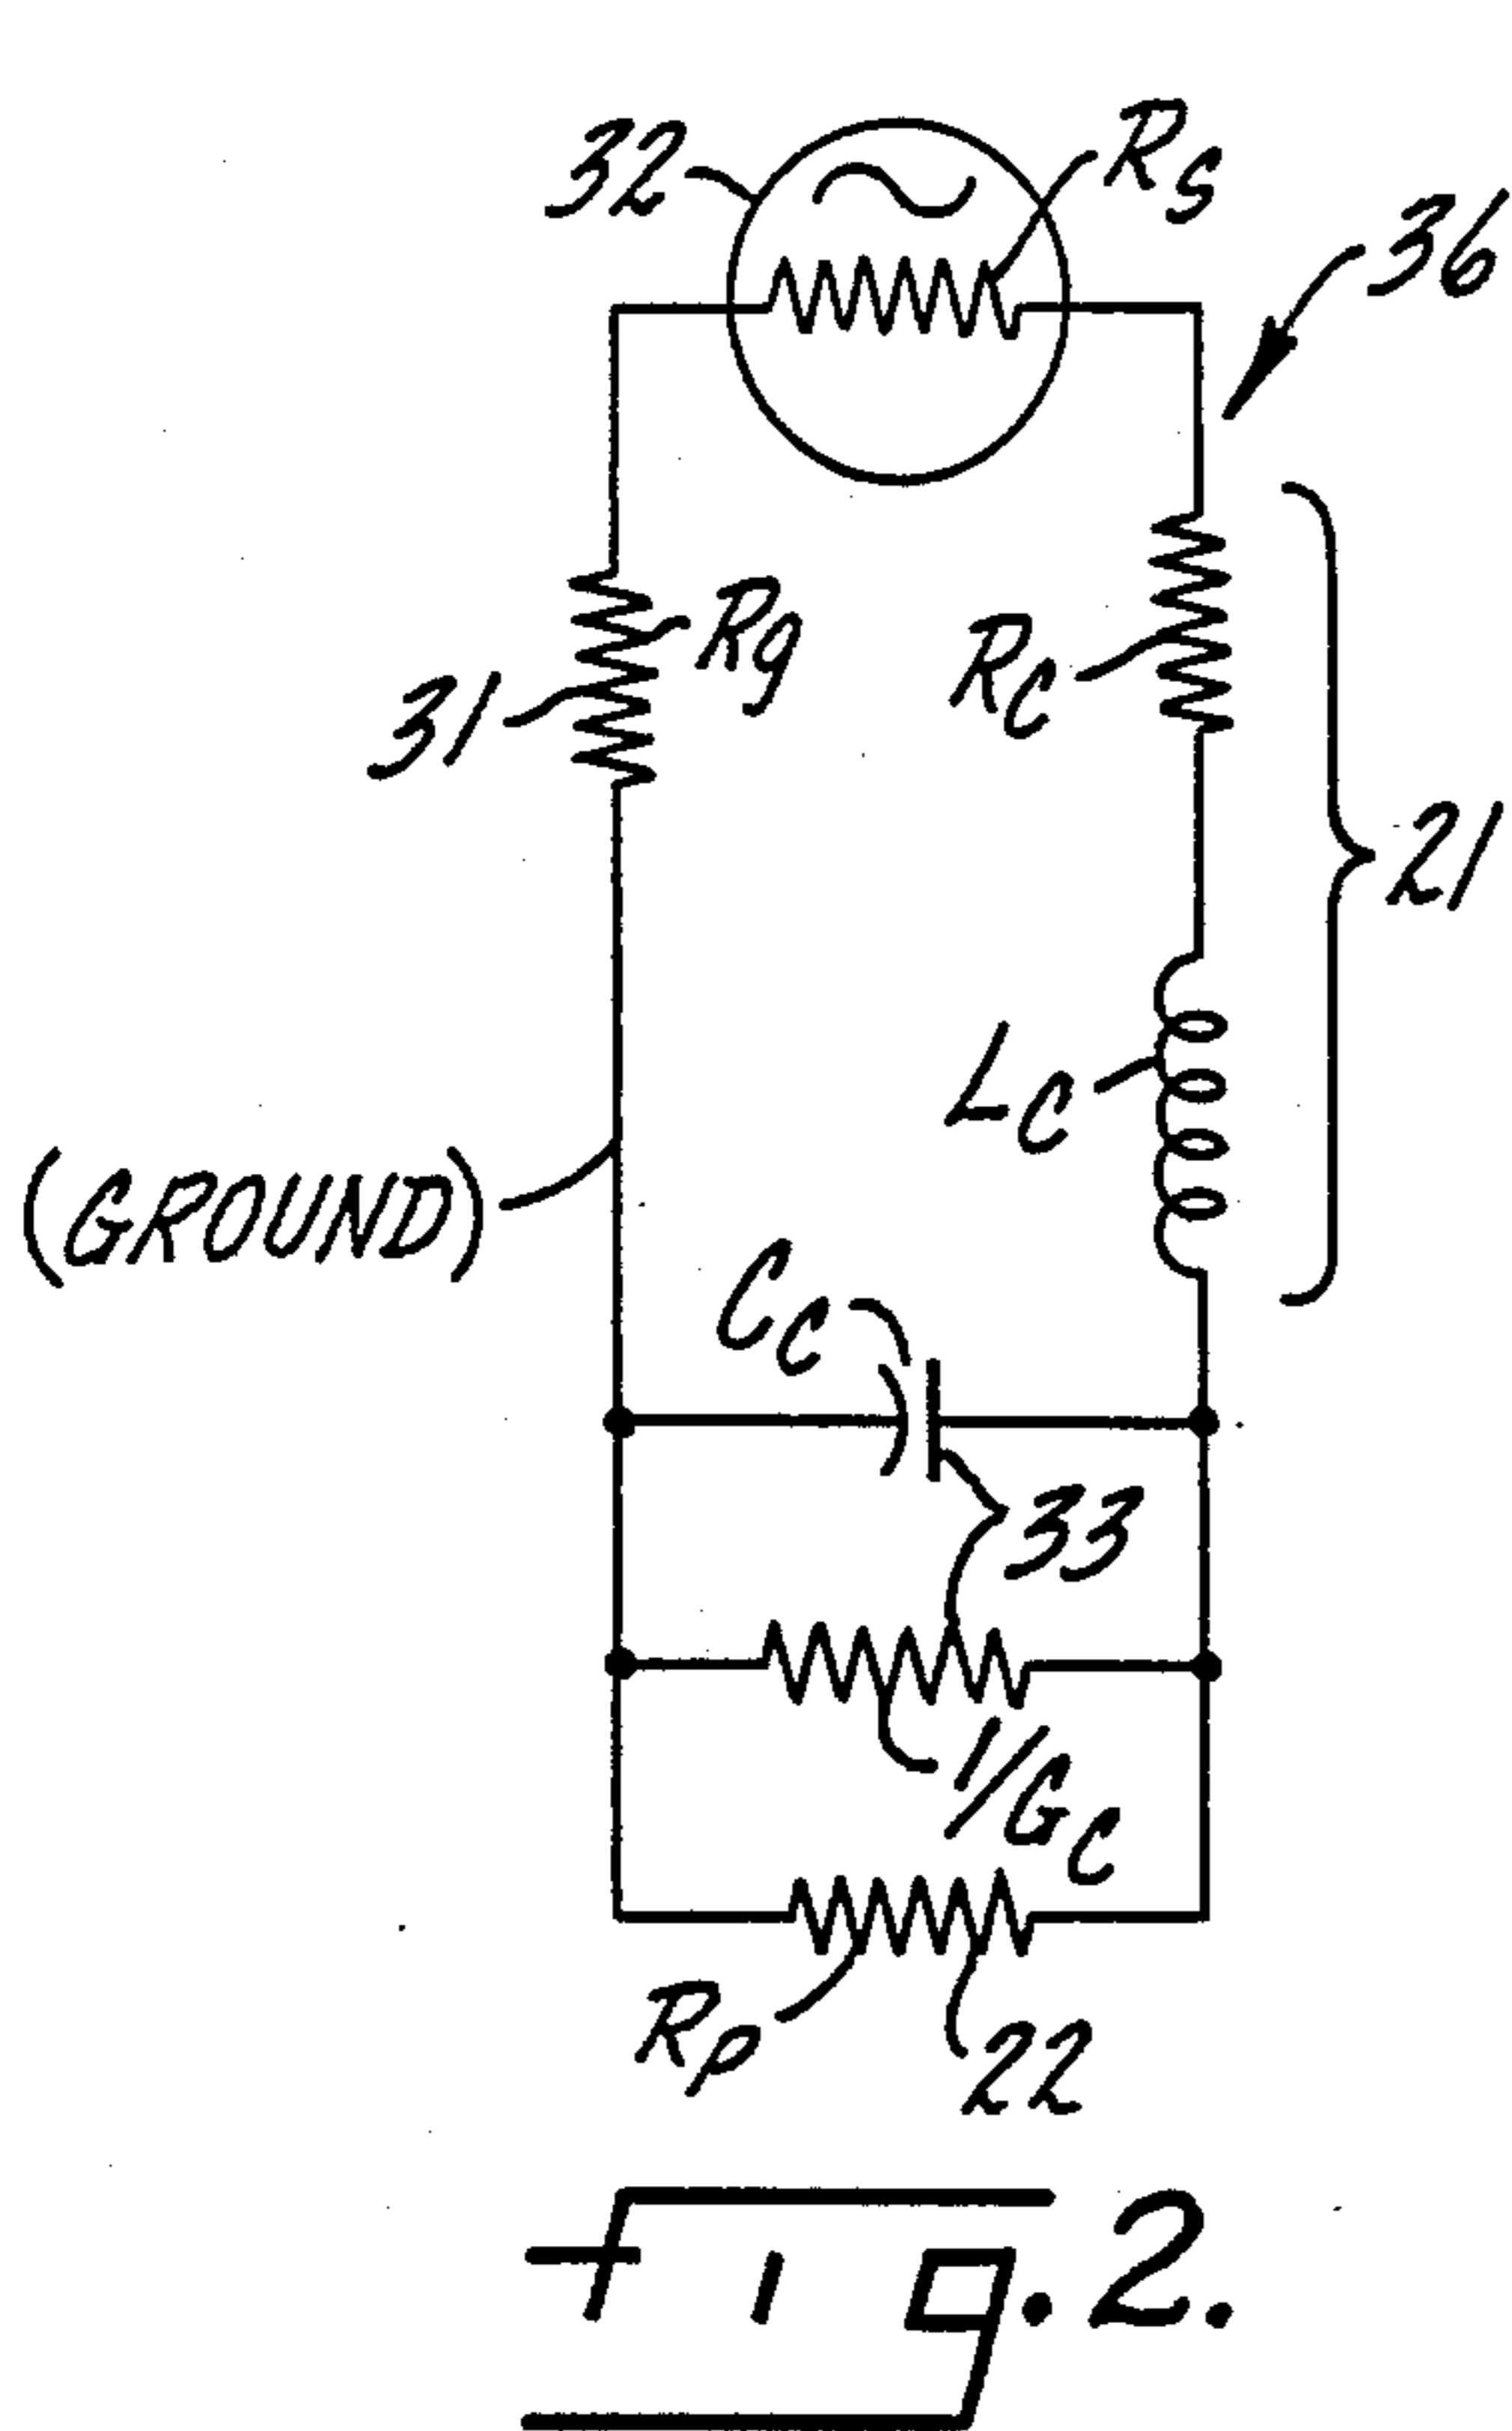 32
Rs
36
Rg
31
Rc
21
Lc
(GROUND)
Cc
33
1/Gc
Rp
22
Fig. 2.